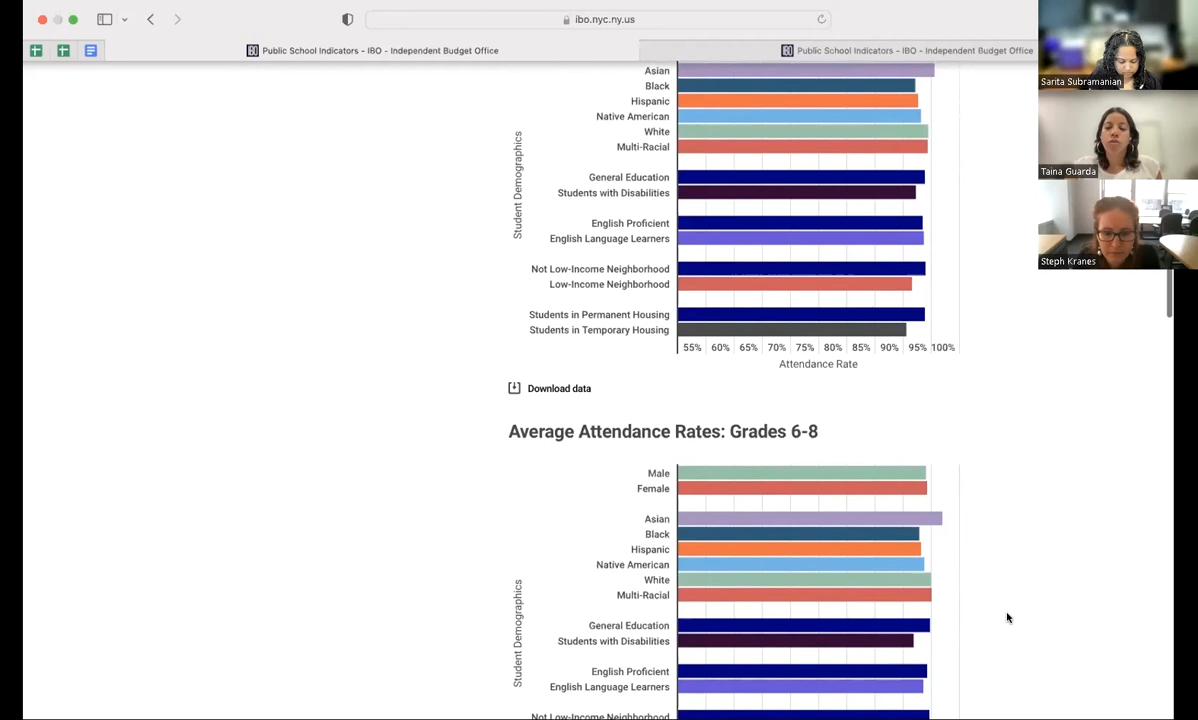 ibo.nyc.ny.us
Public School Indicators - IBO - Independent Budget Office
Public School Indicators - IBO - Independent Budget Office
Sarita Subramanian
Taina Guarda
Steph Kranes
Student Demographics
Asian
Black
Hispanic
Native American
White
Multi-Racial
General Education
Students with Disabilities
English Proficient
English Language Learners
Not Low-Income Neighborhood
Low-Income Neighborhood
Students in Permanent Housing
Students in Temporary Housing
55% 60% 65% 70% 75% 80% 85% 90% 95% 100%
Attendance Rate
Download data
Average Attendance Rates: Grades 6-8
Student Demographics
Male
Female
Asian
Black
Hispanic
Native American
White
Multi-Racial
General Education
Students with Disabilities
English Proficient
English Language Learners
Not Low-Income Neighborhood